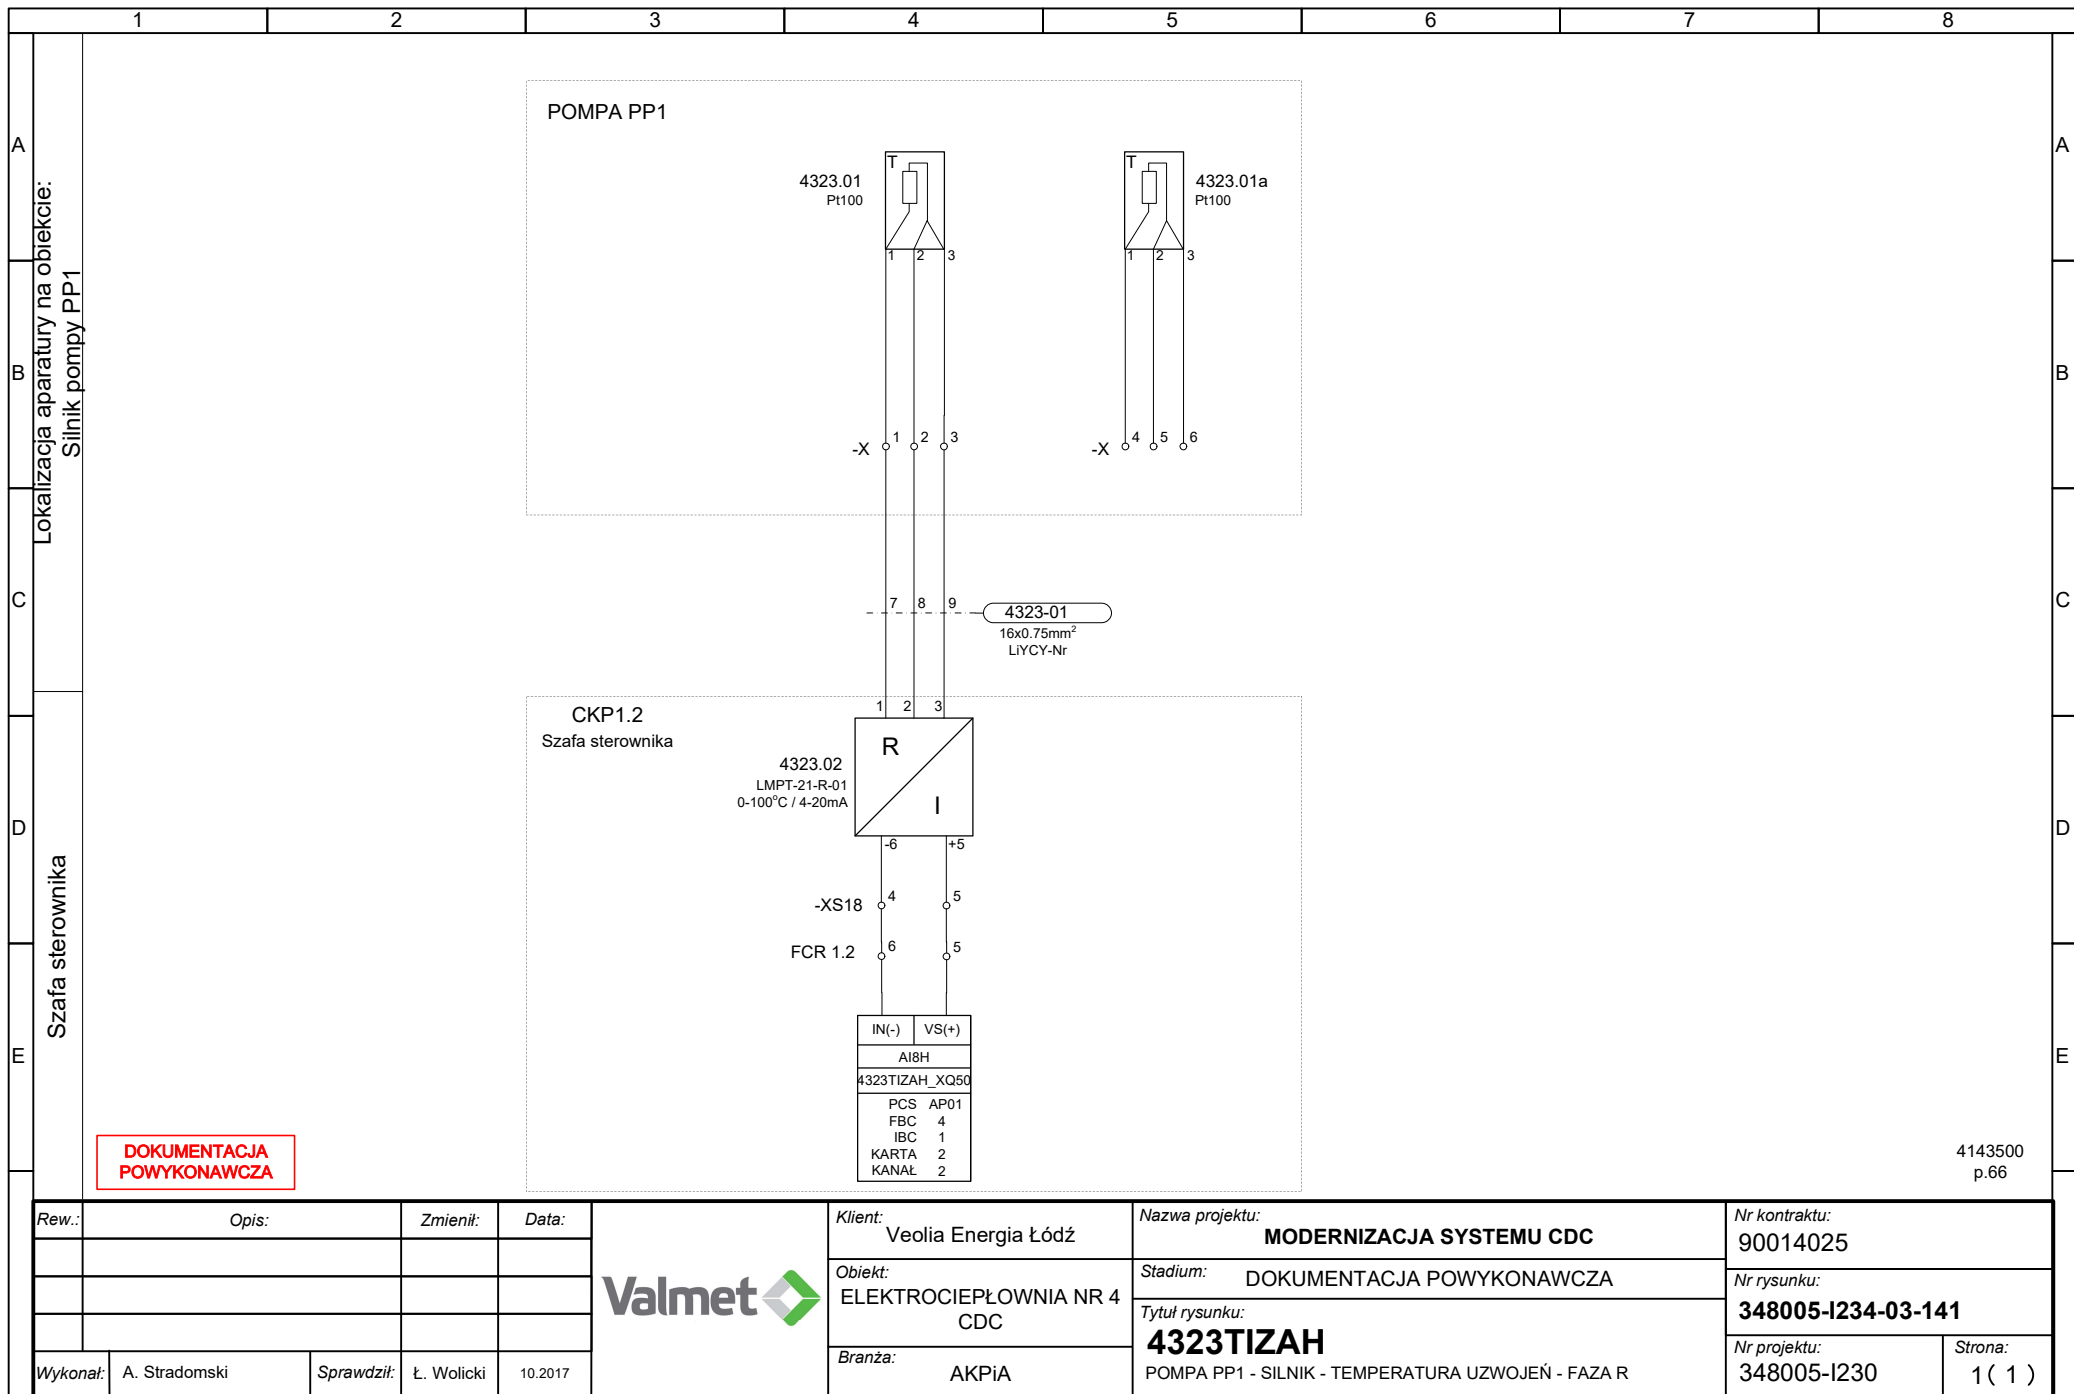 1 2 3 4 5 6 7 8
A
B
C
D
E
A
B
C
D
E
Lokalizacja aparatury na obiekcie:
Silnik pompy PP1
Szafa sterownika
POMPA PP1
T
4323.01
Pt100
1 2 3
T
4323.01a
Pt100
1 2 3
-X 1 2 3
-X 4 5 6
7 8 9
4323-01
16x0.75mm²
LiYCY-Nr
CKP1.2
Szafa sterownika
1 2 3
R
I
4323.02
LMPT-21-R-01
0-100°C / 4-20mA
-6 +5
-XS18 4 5
FCR 1.2 6 5
IN(-) VS(+)
AI8H
4323TIZAH_XQ50
PCS AP01
FBC 4
IBC 1
KARTA 2
KANAŁ 2
DOKUMENTACJA
POWYKONAWCZA
4143500
p.66
Rew.: Opis: Zmienił: Data:
Wykonał: A. Stradomski Sprawdził: Ł. Wolicki 10.2017
Valmet
Klient:
Veolia Energia Łódź
Obiekt:
ELEKTROCIEPŁOWNIA NR 4
CDC
Branża:
AKPiA
Nazwa projektu:
MODERNIZACJA SYSTEMU CDC
Stadium: DOKUMENTACJA POWYKONAWCZA
Tytuł rysunku:
4323TIZAH
POMPA PP1 - SILNIK - TEMPERATURA UZWOJEŃ - FAZA R
Nr kontraktu:
90014025
Nr rysunku:
348005-I234-03-141
Nr projektu:
348005-I230
Strona:
1( 1 )